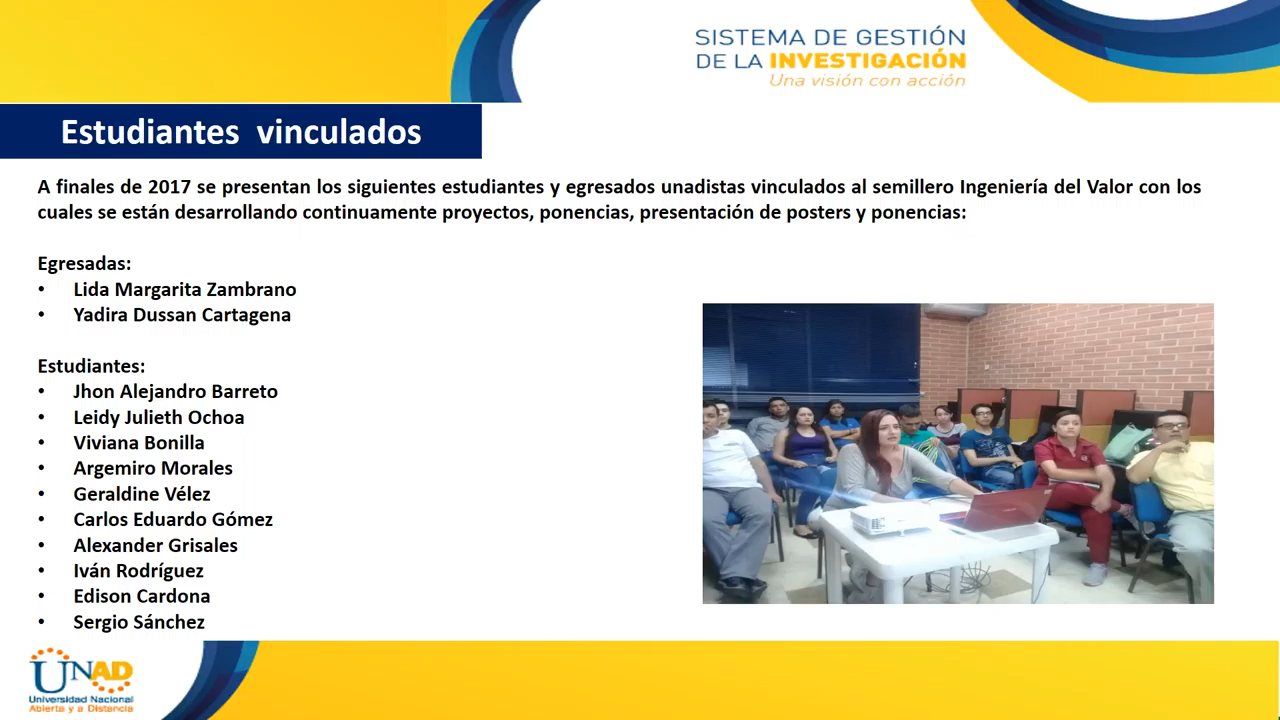 SISTEMA DE GESTIÓN
DE LA INVESTIGACIÓN
Una visión con acción
Estudiantes vinculados
A finales de 2017 se presentan los siguientes estudiantes y egresados unadistas vinculados al semillero Ingeniería del Valor con los
cuales se están desarrollando continuamente proyectos, ponencias, presentación de posters y ponencias:
Egresadas:
• Lida Margarita Zambrano
• Yadira Dussan Cartagena
Estudiantes:
• Jhon Alejandro Barreto
• Leidy Julieth Ochoa
• Viviana Bonilla
• Argemiro Morales
• Geraldine Vélez
• Carlos Eduardo Gómez
• Alexander Grisales
• Iván Rodríguez
• Edison Cardona
• Sergio Sánchez
UNAD
Universidad Nacional
Abierta y a Distancia